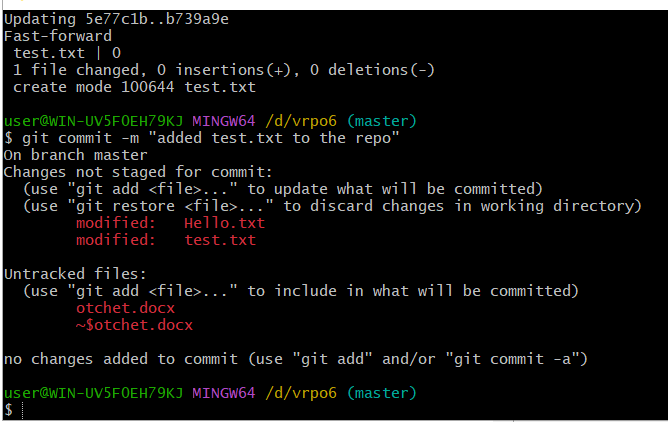 Updating 5e77c1b..b739a9e
Fast-forward
 test.txt | 0
 1 file changed, 0 insertions(+), 0 deletions(-)
 create mode 100644 test.txt

user@WIN-UV5FOEH79KJ MINGW64 /d/vrpo6 (master)
$ git commit -m "added test.txt to the repo"
On branch master
Changes not staged for commit:
  (use "git add <file>..." to update what will be committed)
  (use "git restore <file>..." to discard changes in working directory)
        modified:   Hello.txt
        modified:   test.txt

Untracked files:
  (use "git add <file>..." to include in what will be committed)
        otchet.docx
        ~$otchet.docx

no changes added to commit (use "git add" and/or "git commit -a")

user@WIN-UV5FOEH79KJ MINGW64 /d/vrpo6 (master)
$